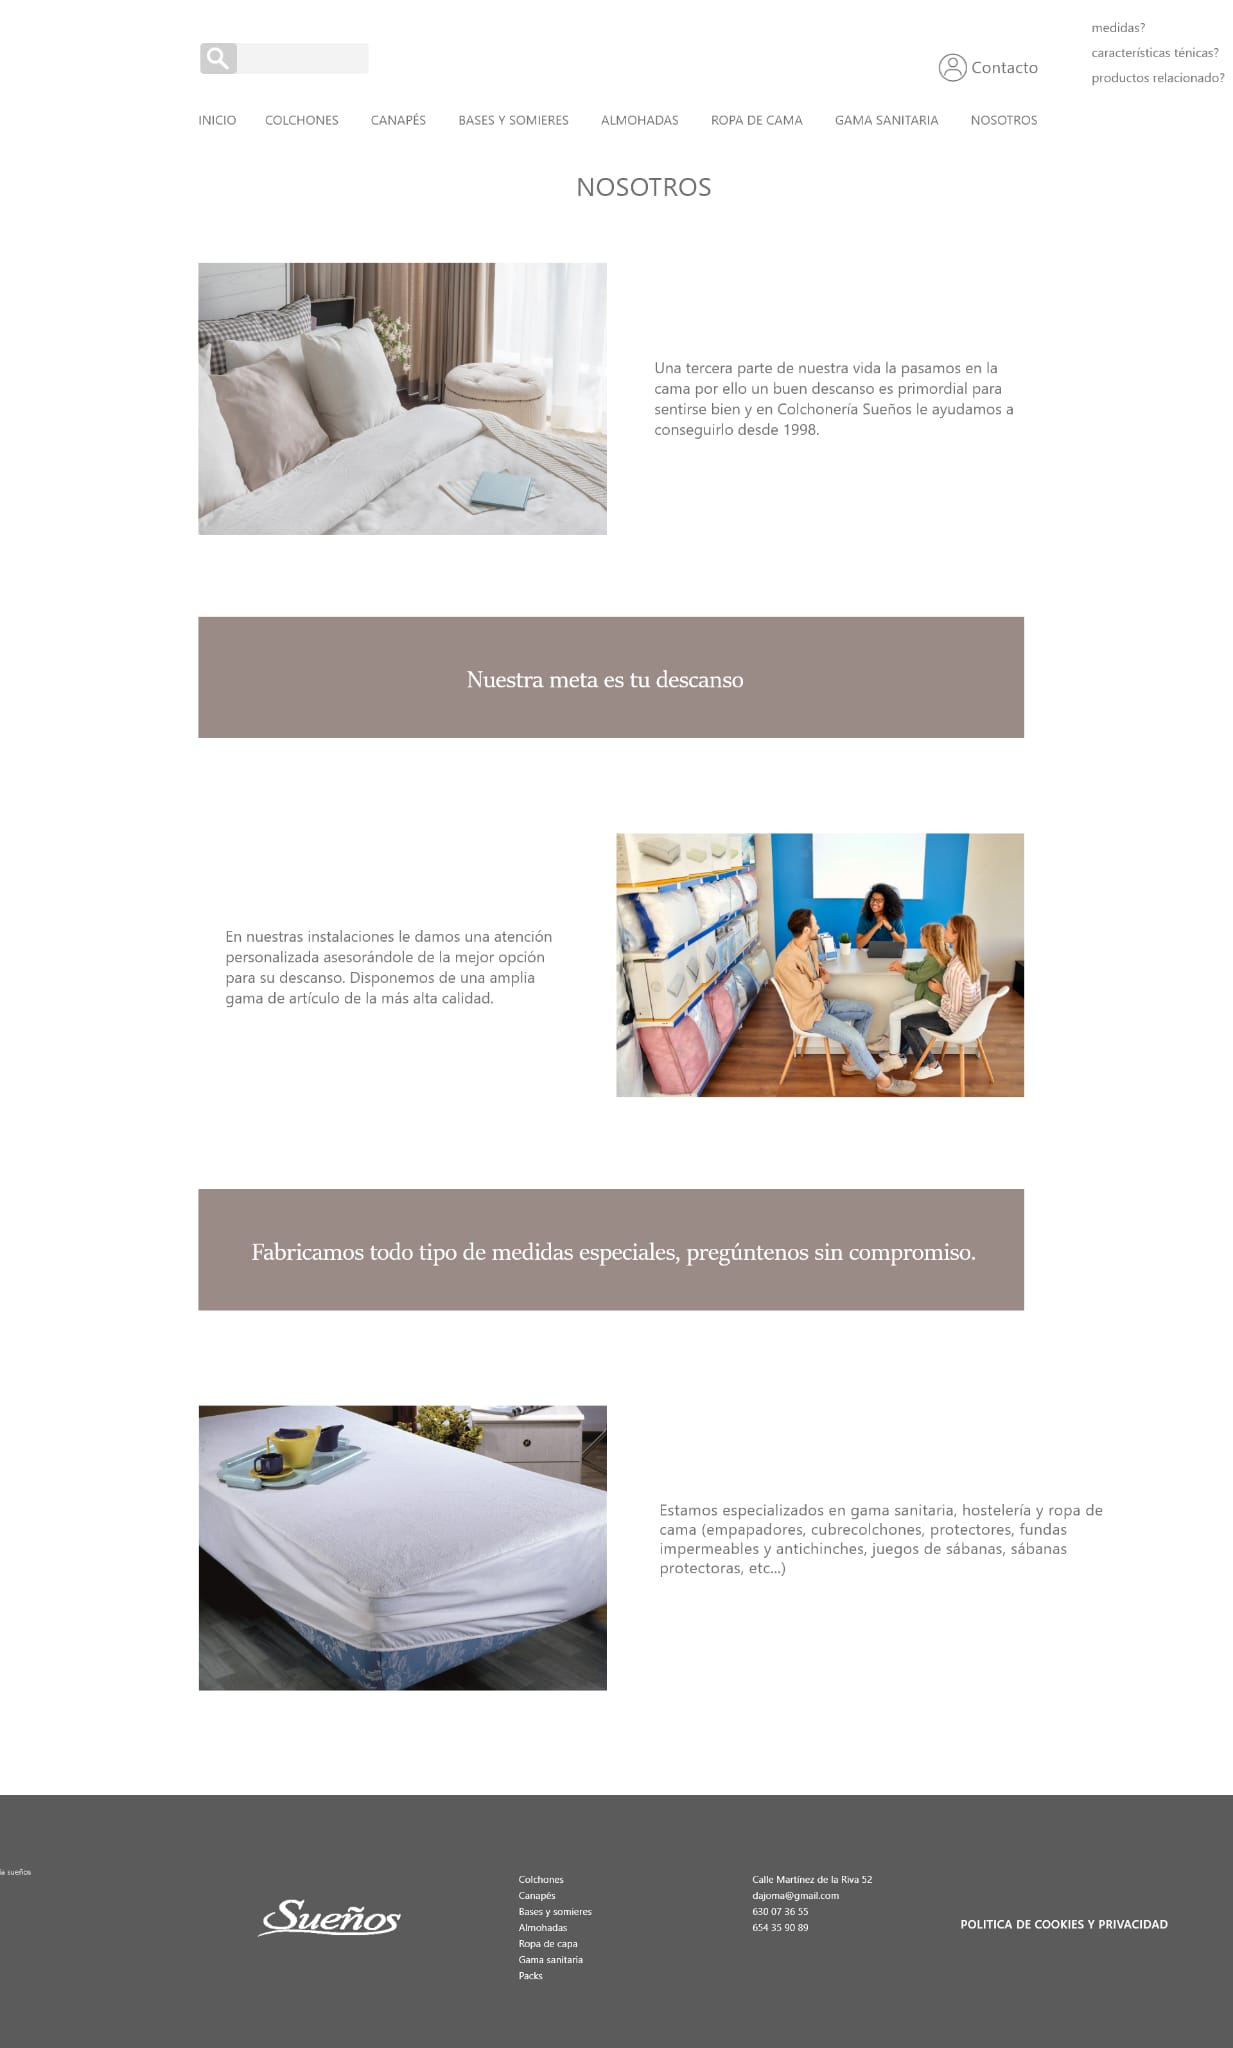 medidas?
características ténicas?
productos relacionado?
Contacto
INICIO COLCHONES CANAPÉS BASES Y SOMIERES ALMOHADAS ROPA DE CAMA GAMA SANITARIA NOSOTROS
NOSOTROS
Una tercera parte de nuestra vida la pasamos en la
cama por ello un buen descanso es primordial para
sentirse bien y en Colchonería Sueños le ayudamos a
conseguirlo desde 1998.
Nuestra meta es tu descanso
En nuestras instalaciones le damos una atención
personalizada asesorándole de la mejor opción
para su descanso. Disponemos de una amplia
gama de artículo de la más alta calidad.
Fabricamos todo tipo de medidas especiales, pregúntenos sin compromiso.
Estamos especializados en gama sanitaria, hostelería y ropa de
cama (empapadores, cubrecolchones, protectores, fundas
impermeables y antichinches, juegos de sábanas, sábanas
protectoras, etc...)
ía sueños
Sueños
Colchones
Canapés
Bases y somieres
Almohadas
Ropa de capa
Gama sanitaría
Packs
Calle Martínez de la Riva 52
dajoma@gmail.com
630 07 36 55
654 35 90 89
POLITICA DE COOKIES Y PRIVACIDAD